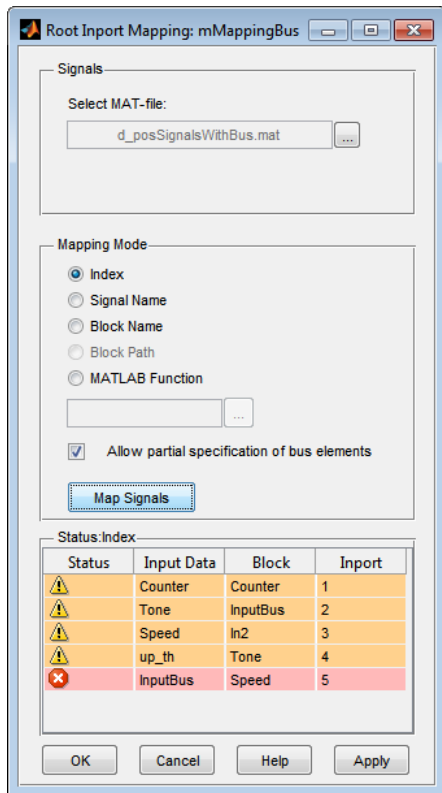 Root Inport Mapping: mMappingBus
Signals
Select MAT-file:
d_posSignalsWithBus.mat ...
Mapping Mode
Index
Signal Name
Block Name
Block Path
MATLAB Function
...
Allow partial specification of bus elements
Map Signals
Status:Index
Status Input Data Block Inport
Counter Counter 1
Tone InputBus 2
Speed In2 3
up_th Tone 4
InputBus Speed 5
OK Cancel Help Apply